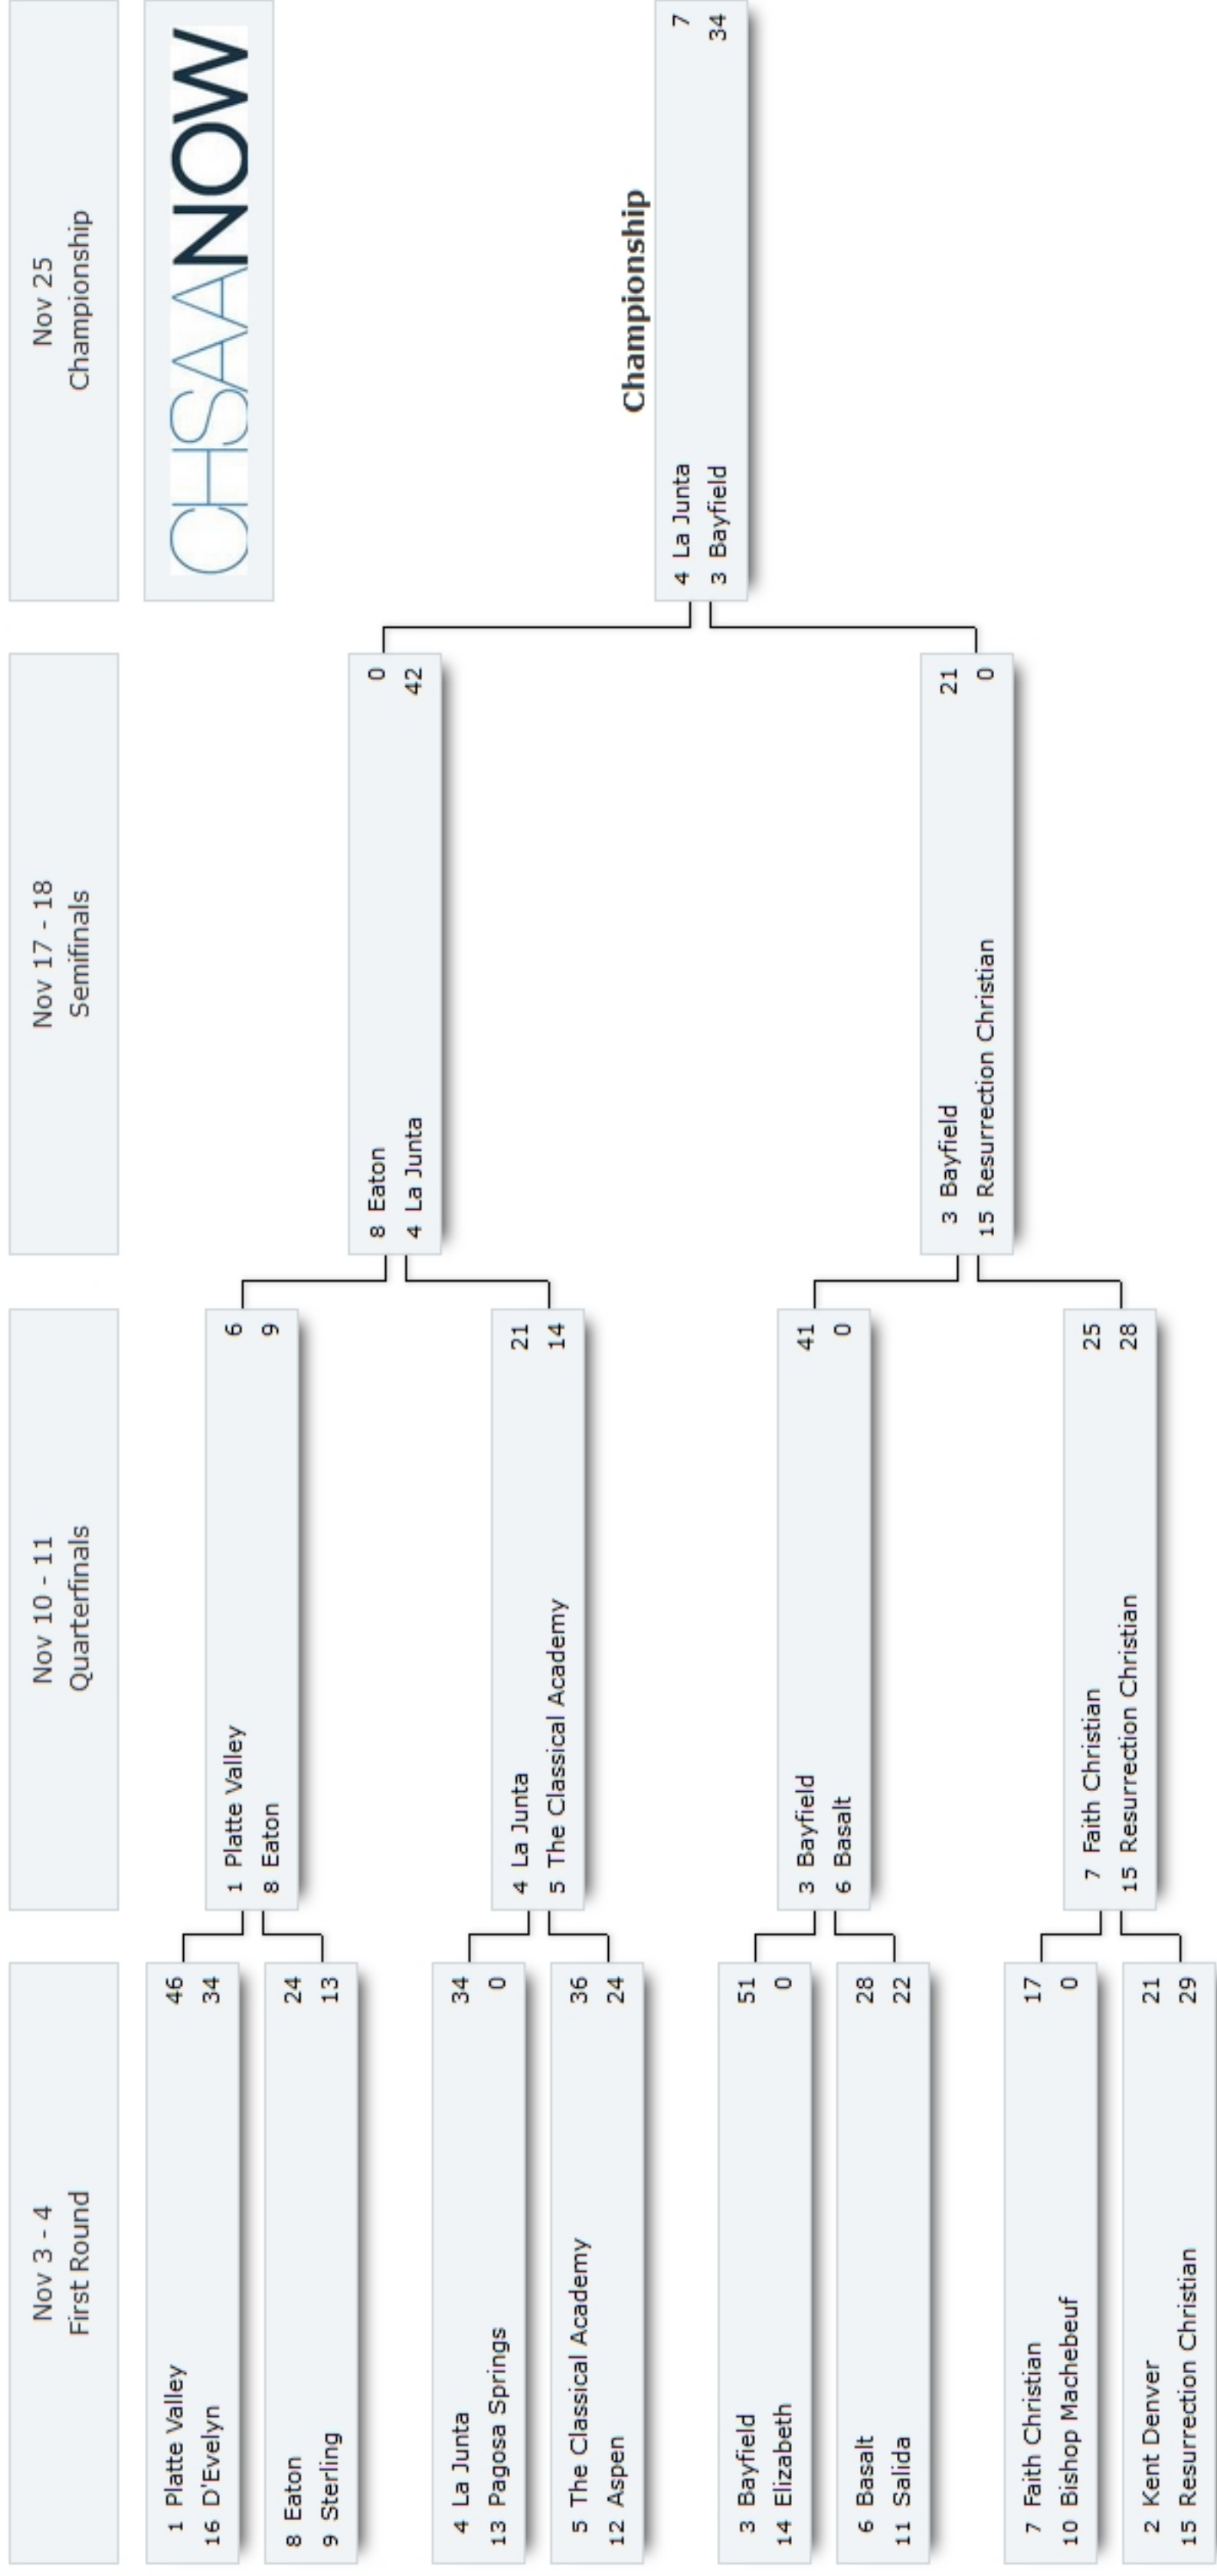 Nov 3 - 4
First Round
Nov 10 - 11
Quarterfinals
Nov 17 - 18
Semifinals
Nov 25
Championship
CHSAANOW
1 Platte Valley 46
16 D'Evelyn 34
8 Eaton 24
9 Sterling 13
4 La Junta 34
13 Pagosa Springs 0
5 The Classical Academy 36
12 Aspen 24
3 Bayfield 51
14 Elizabeth 0
6 Basalt 28
11 Salida 22
7 Faith Christian 17
10 Bishop Machebeuf 0
2 Kent Denver 21
15 Resurrection Christian 29
1 Platte Valley 6
8 Eaton 9
4 La Junta 21
5 The Classical Academy 14
3 Bayfield 41
6 Basalt 0
7 Faith Christian 25
15 Resurrection Christian 28
8 Eaton 0
4 La Junta 42
3 Bayfield 21
15 Resurrection Christian 0
Championship
4 La Junta 7
3 Bayfield 34